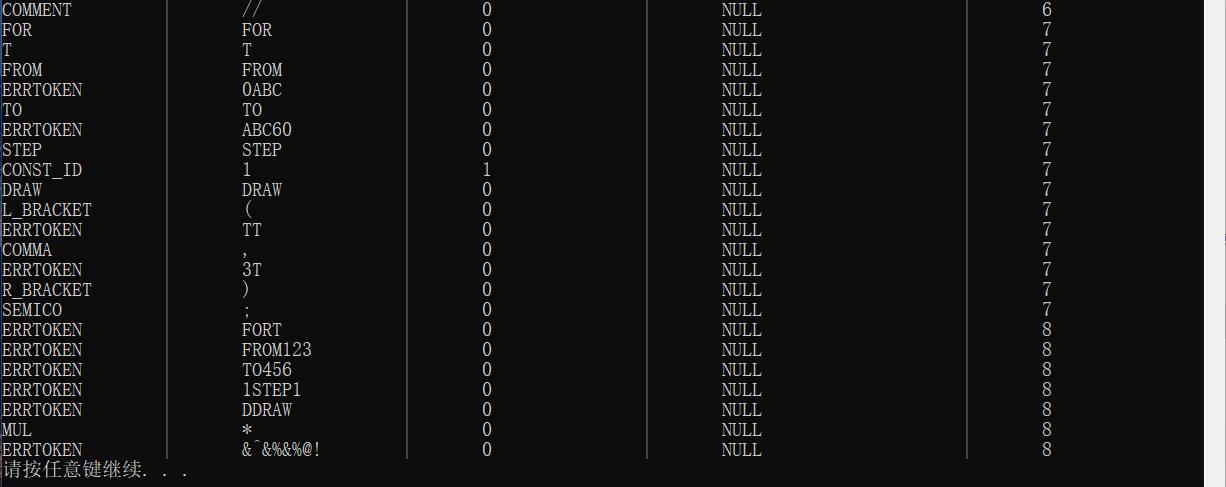 COMMENT // 0 NULL 6
FOR FOR 0 NULL 7
T T 0 NULL 7
FROM FROM 0 NULL 7
ERRTOKEN 0ABC 0 NULL 7
TO TO 0 NULL 7
ERRTOKEN ABC60 0 NULL 7
STEP STEP 0 NULL 7
CONST_ID 1 1 NULL 7
DRAW DRAW 0 NULL 7
L_BRACKET ( 0 NULL 7
ERRTOKEN TT 0 NULL 7
COMMA , 0 NULL 7
ERRTOKEN 3T 0 NULL 7
R_BRACKET ) 0 NULL 7
SEMICO ; 0 NULL 7
ERRTOKEN FORT 0 NULL 8
ERRTOKEN FROM123 0 NULL 8
ERRTOKEN TO456 0 NULL 8
ERRTOKEN 1STEP1 0 NULL 8
ERRTOKEN DDRAW 0 NULL 8
MUL * 0 NULL 8
ERRTOKEN &^&%&%@! 0 NULL 8
请按任意键继续. . .